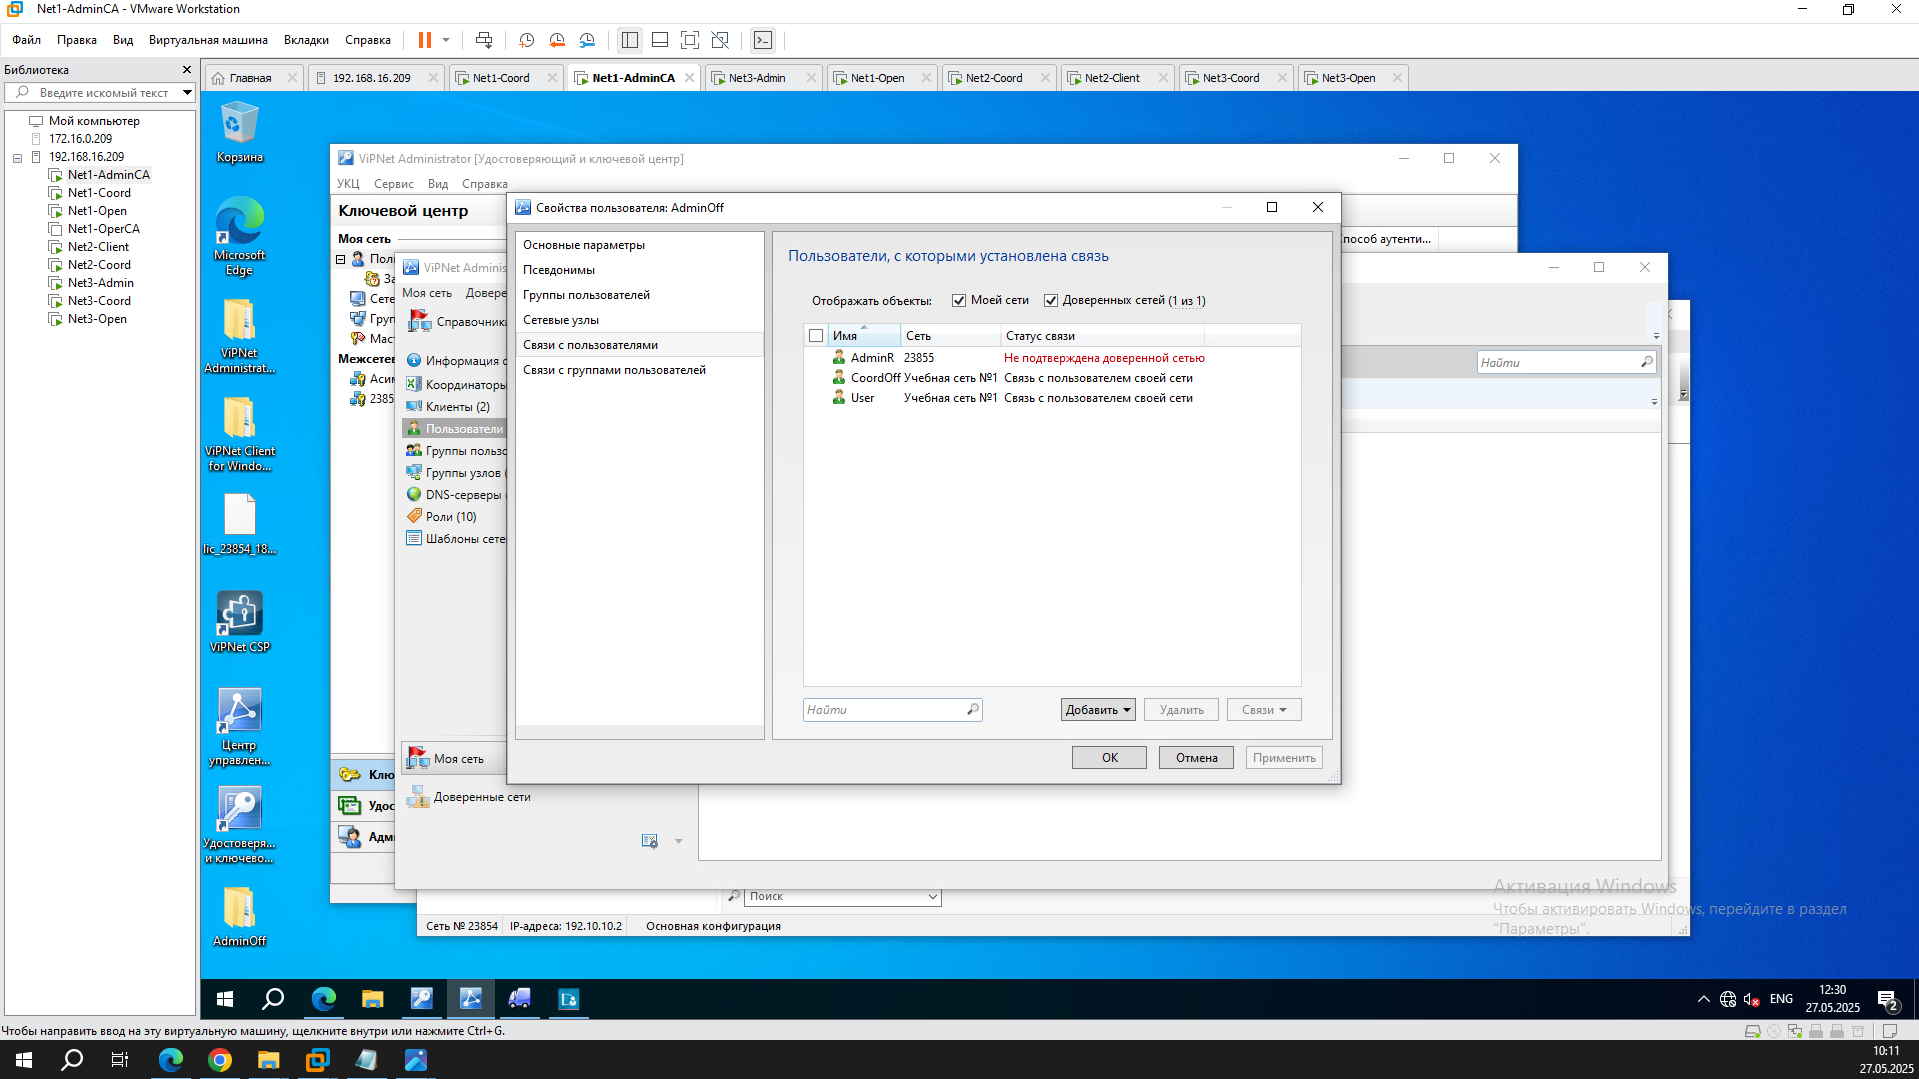 Net1-AdminCA - VMware Workstation
Файл Правка Вид Виртуальная машина Вкладки Справка
Библиотека
Введите искомый текст
Мой компьютер
172.16.0.209
192.168.16.209
Net1-AdminCA
Net1-Coord
Net1-Open
Net1-OperCA
Net2-Client
Net2-Coord
Net3-Admin
Net3-Coord
Net3-Open
Главная 192.168.16.209 Net1-Coord Net1-AdminCA Net3-Admin Net1-Open Net2-Coord Net2-Client Net3-Coord Net3-Open
Корзина
Microsoft
Edge
ViPNet
Administrat...
ViPNet Client
for Windo...
lic_23854_18...
ViPNet CSP
Центр
управлен...
Удостоверя...
и ключево...
AdminOff
ViPNet Administrator [Удостоверяющий и ключевой центр]
УКЦ Сервис Вид Справка
Ключевой центр
Моя сеть
Пол
За
Сете
Груп
Маст
Межсетев
Асим
2385
Клю
Удос
Адми
пособ аутенти...
ViPNet Adminis
Моя сеть Довере
Справочники
Информация о
Координаторы
Клиенты (2)
Пользователи
Группы пользо
Группы узлов (
DNS-серверы и
Роли (10)
Шаблоны сете
Моя сеть
Доверенные сети
Найти
Свойства пользователя: AdminOff
Основные параметры
Псевдонимы
Группы пользователей
Сетевые узлы
Связи с пользователями
Связи с группами пользователей
Пользователи, с которыми установлена связь
Отображать объекты: Моей сети Доверенных сетей (1 из 1)
Имя Сеть Статус связи
AdminR 23855 Не подтверждена доверенной сетью
CoordOff Учебная сеть №1 Связь с пользователем своей сети
User Учебная сеть №1 Связь с пользователем своей сети
Найти Добавить Удалить Связи
OK Отмена Применить
Поиск
Сеть № 23854 IP-адреса: 192.10.10.2 Основная конфигурация
Активация Windows
Чтобы активировать Windows, перейдите в раздел
"Параметры".
ENG
12:30
27.05.2025
2
Чтобы направить ввод на эту виртуальную машину, щелкните внутри или нажмите Ctrl+G.
10:11
27.05.2025